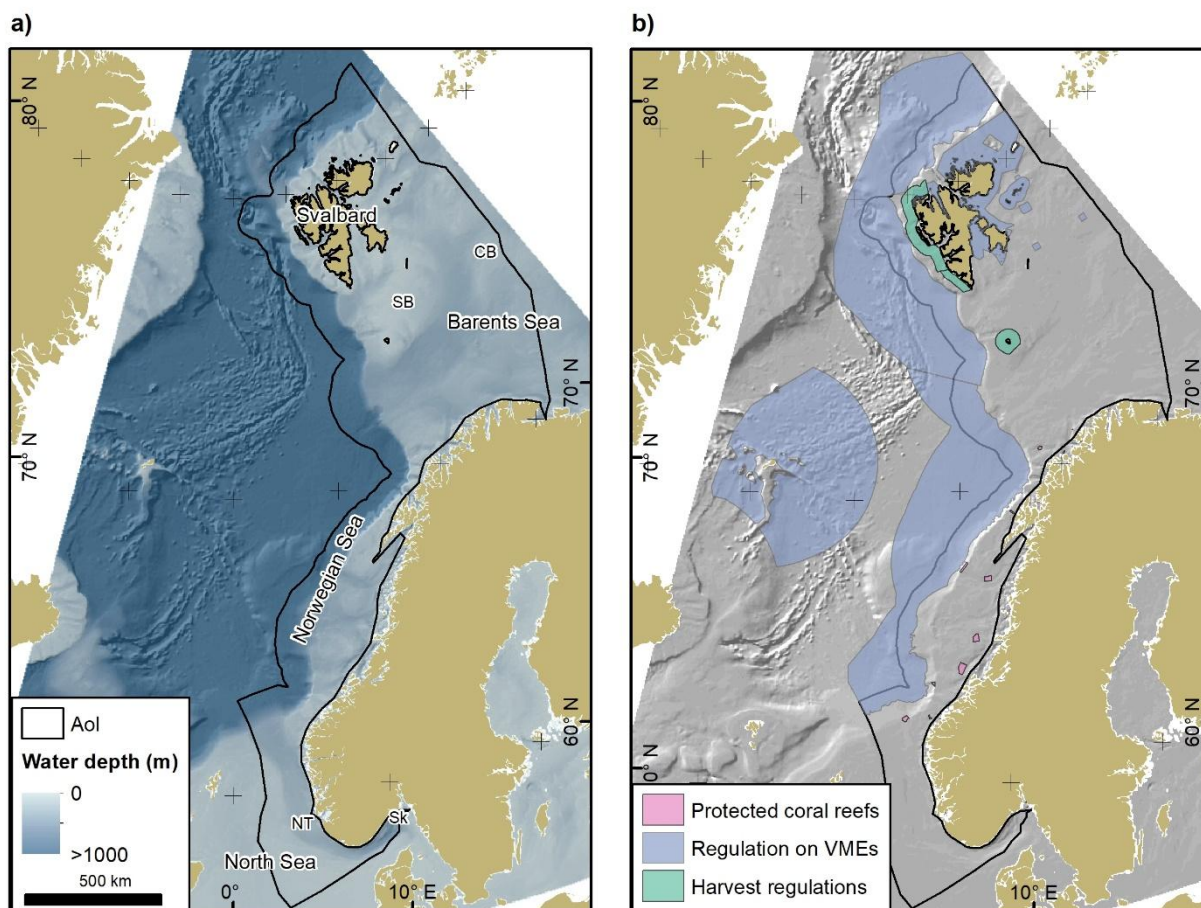 a)
80° N
Svalbard
CB
SB
Barents Sea
70° N
70° N
Norwegian Sea
60° N
NT
Sk
North Sea
0°
10° E
AoI
Water depth (m)
0
>1000
500 km
b)
80° N
70° N
70° N
60° N
0°
10° E
Protected coral reefs
Regulation on VMEs
Harvest regulations